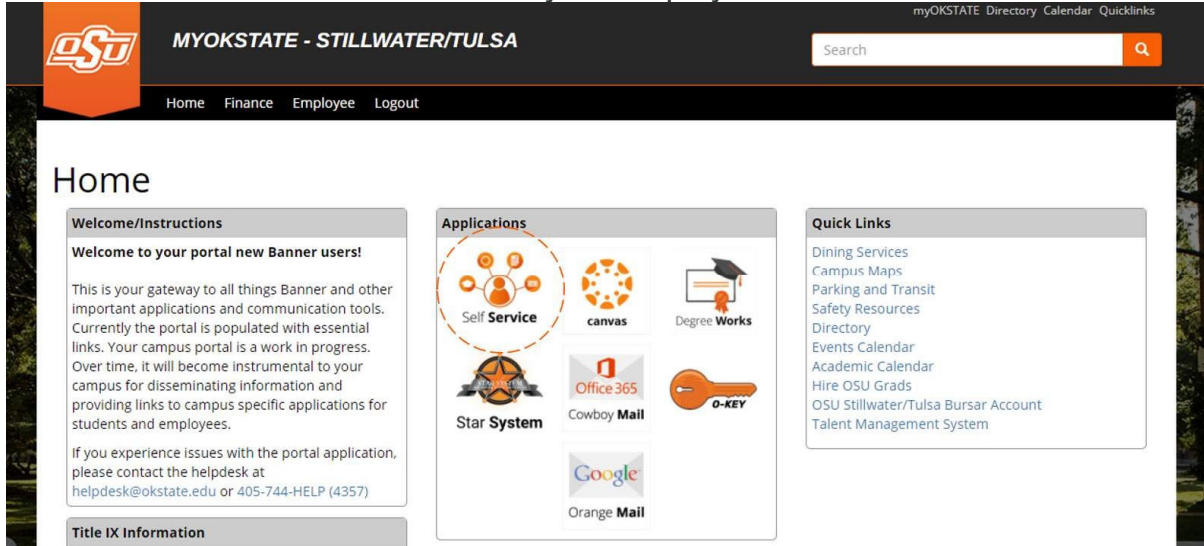 myOKSTATE Directory Calendar Quicklinks
OSU
MYOKSTATE - STILLWATER/TULSA
Search
Home Finance Employee Logout
Home
Welcome/Instructions
Welcome to your portal new Banner users!
This is your gateway to all things Banner and other
important applications and communication tools.
Currently the portal is populated with essential
links. Your campus portal is a work in progress.
Over time, it will become instrumental to your
campus for disseminating information and
providing links to campus specific applications for
students and employees.
If you experience issues with the portal application,
please contact the helpdesk at
helpdesk@okstate.edu or 405-744-HELP (4357)
Title IX Information
Applications
Self Service
canvas
Degree Works
STAR SYSTEM
Star System
Office 365
Cowboy Mail
O-KEY
Google
Orange Mail
Quick Links
Dining Services
Campus Maps
Parking and Transit
Safety Resources
Directory
Events Calendar
Academic Calendar
Hire OSU Grads
OSU Stillwater/Tulsa Bursar Account
Talent Management System